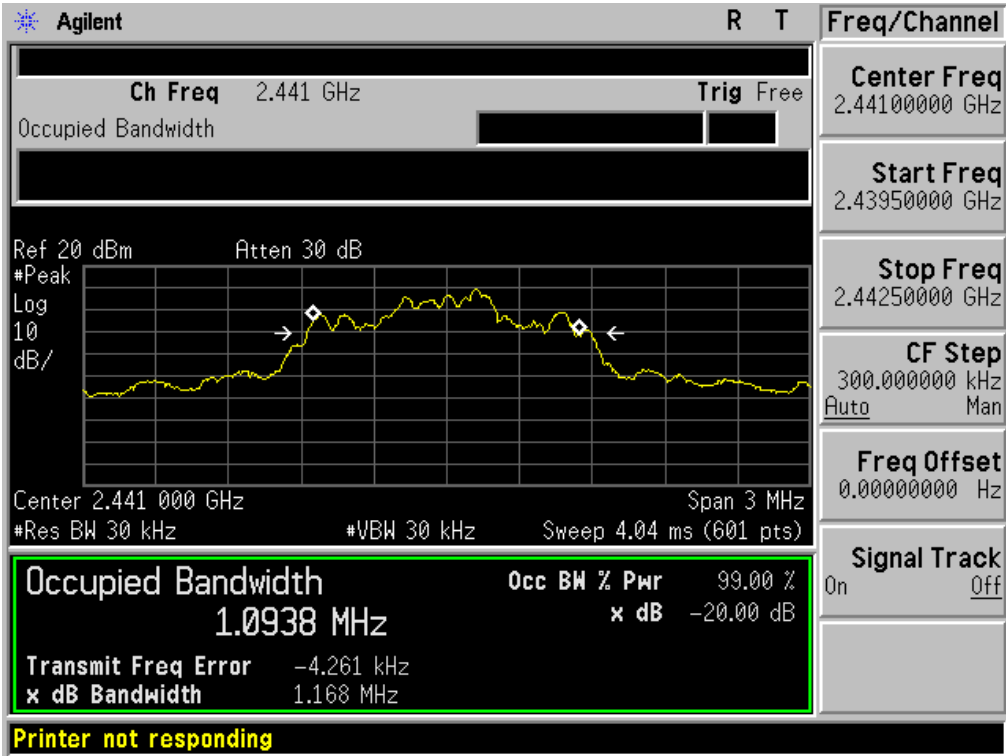 Agilent R T
Freq/Channel
Ch Freq 2.441 GHz Trig Free
Occupied Bandwidth
Ref 20 dBm Atten 30 dB
#Peak
Log
10
dB/
Center 2.441 000 GHz Span 3 MHz
#Res BW 30 kHz #VBW 30 kHz Sweep 4.04 ms (601 pts)
Occupied Bandwidth
1.0938 MHz
Occ BW % Pwr 99.00 %
x dB -20.00 dB
Transmit Freq Error -4.261 kHz
x dB Bandwidth 1.168 MHz
Printer not responding
Center Freq
2.44100000 GHz
Start Freq
2.43950000 GHz
Stop Freq
2.44250000 GHz
CF Step
300.000000 kHz
Auto Man
Freq Offset
0.00000000 Hz
Signal Track
On Off